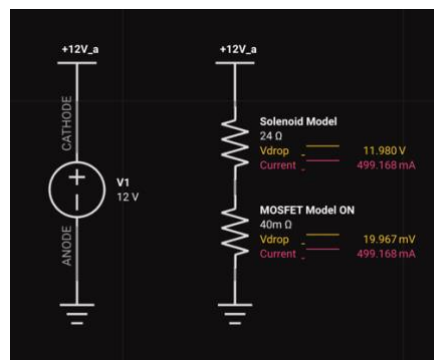 +12V_a
CATHODE
+
V1
12 V
ANODE
+12V_a
Solenoid Model
24 Ω
Vdrop 11.980 V
Current 499.168 mA
MOSFET Model ON
40m Ω
Vdrop 19.967 mV
Current 499.168 mA